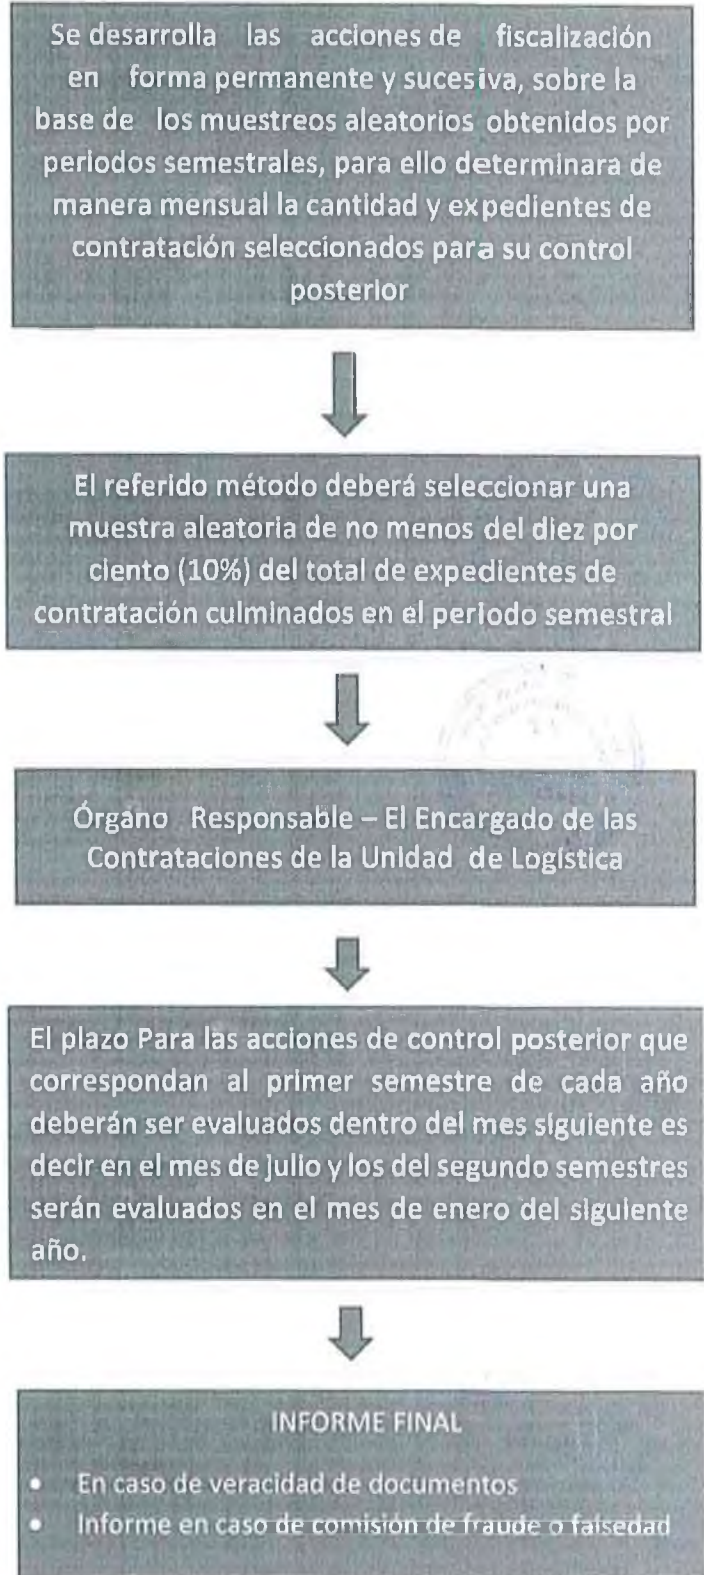 Se desarrolla las acciones de fiscalización
en forma permanente y sucesiva, sobre la
base de los muestreos aleatorios obtenidos por
periodos semestrales, para ello determinara de
manera mensual la cantidad y expedientes de
contratación seleccionados para su control
posterior
El referido método deberá seleccionar una
muestra aleatoria de no menos del diez por
ciento (10%) del total de expedientes de
contratación culminados en el periodo semestral
Órgano Responsable – El Encargado de las
Contrataciones de la Unidad de Logística
El plazo Para las acciones de control posterior que
correspondan al primer semestre de cada año
deberán ser evaluados dentro del mes siguiente es
decir en el mes de julio y los del segundo semestres
serán evaluados en el mes de enero del siguiente
año.
INFORME FINAL
• En caso de veracidad de documentos
• Informe en caso de comisión de fraude o falsedad